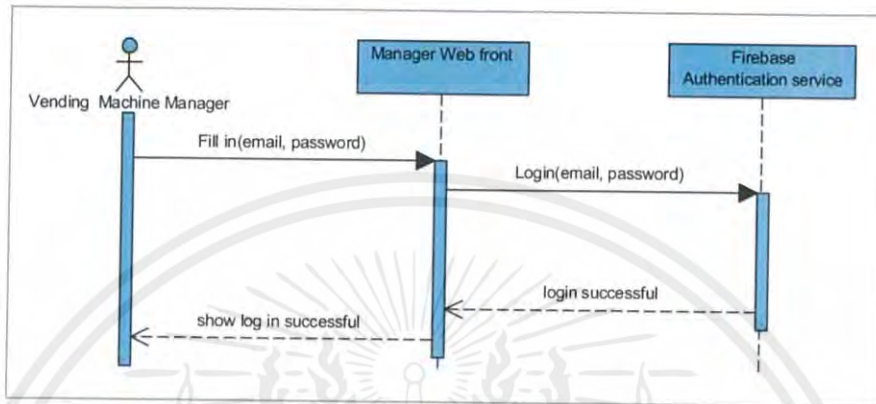 Manager Web front
Firebase
Authentication service
Vending Machine Manager
Fill in(email, password)
Login(email, password)
login successful
show log in successful